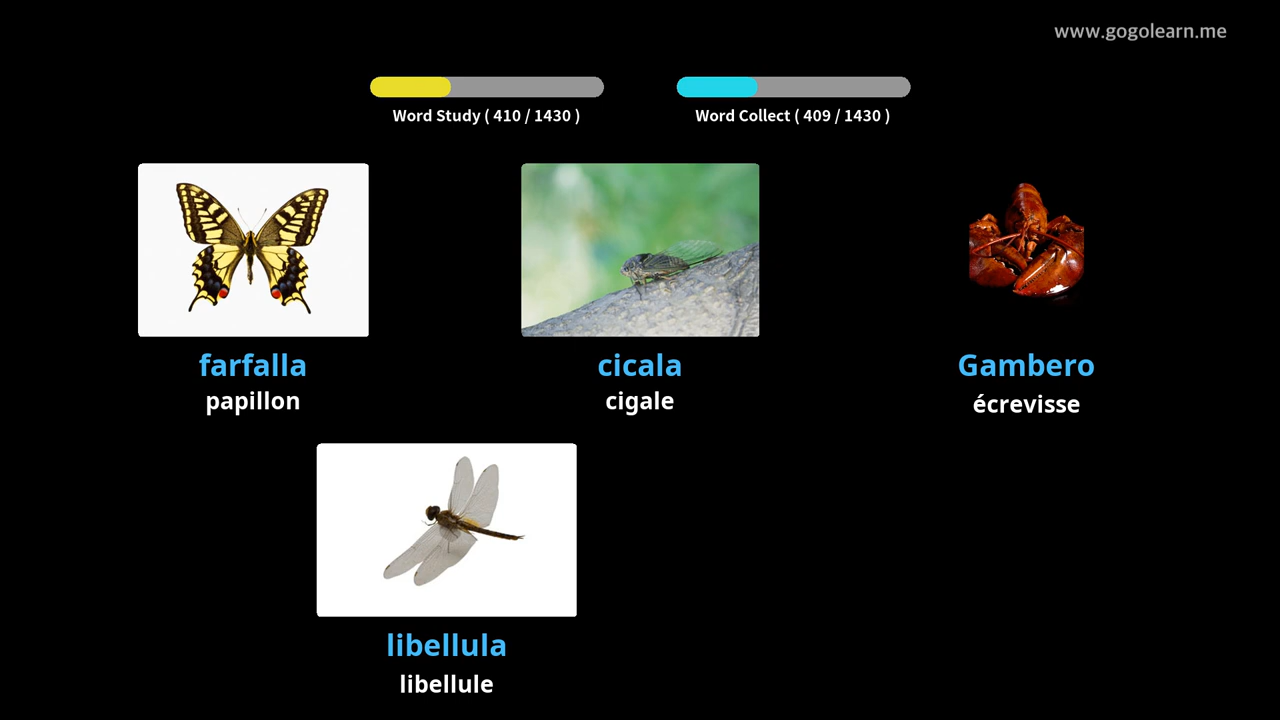 www.gogolearn.me
Word Study ( 410 / 1430 )
Word Collect ( 409 / 1430 )
farfalla
papillon
cicala
cigale
Gambero
écrevisse
libellula
libellule